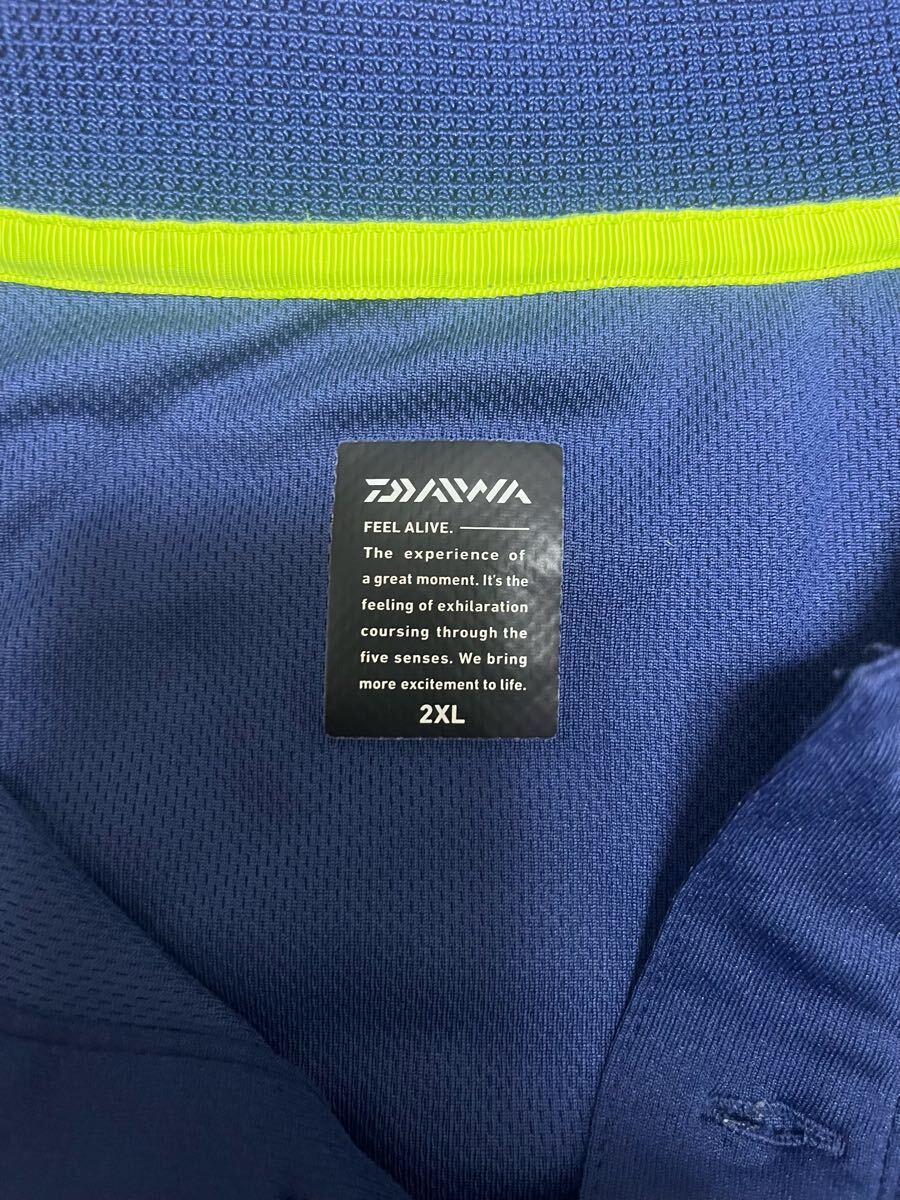 DAIWA
FEEL ALIVE.
The experience of
a great moment. It's the
feeling of exhilaration
coursing through the
five senses. We bring
more excitement to life.
2XL